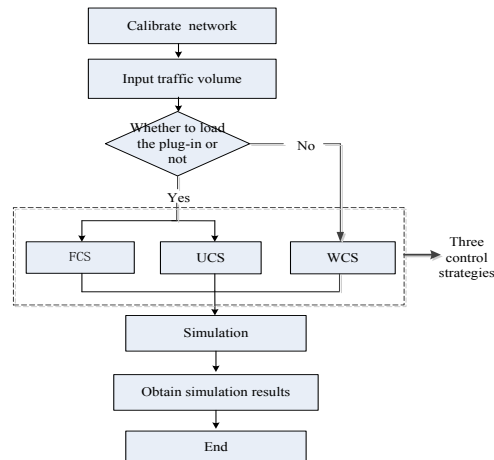 Calibrate network
Input traffic volume
Whether to load
the plug-in or
not
No
Yes
FCS
UCS
WCS
Three
control
strategies
Simulation
Obtain simulation results
End